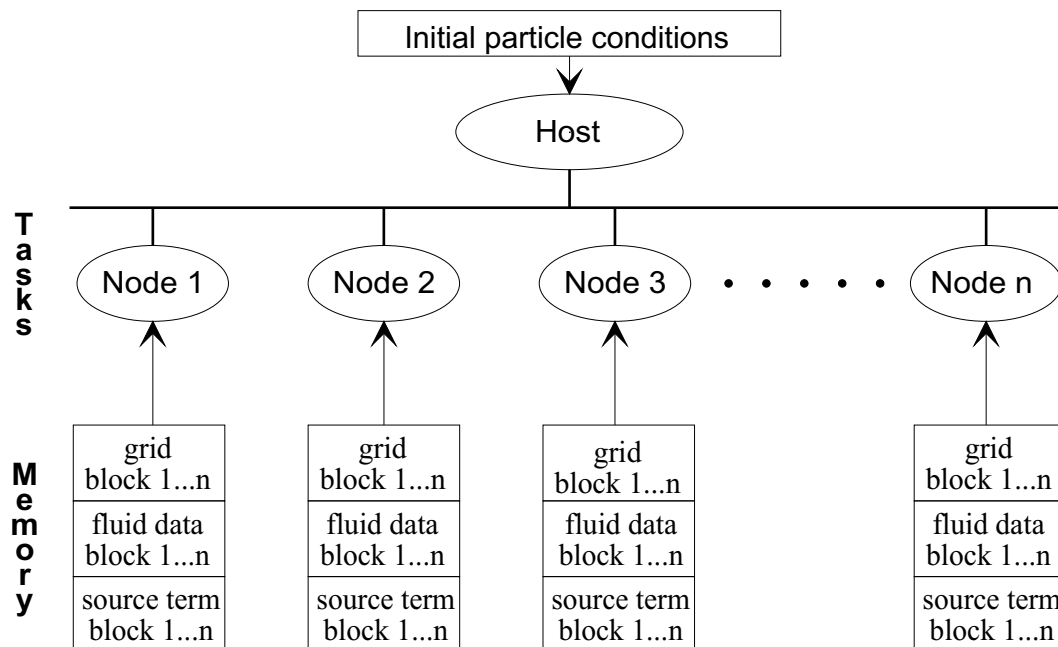 Initial particle conditions
Host
Tasks
Node 1
Node 2
Node 3
Node n
Memory
grid
block 1...n
fluid data
block 1...n
source term
block 1...n
grid
block 1...n
fluid data
block 1...n
source term
block 1...n
grid
block 1...n
fluid data
block 1...n
source term
block 1...n
grid
block 1...n
fluid data
block 1...n
source term
block 1...n